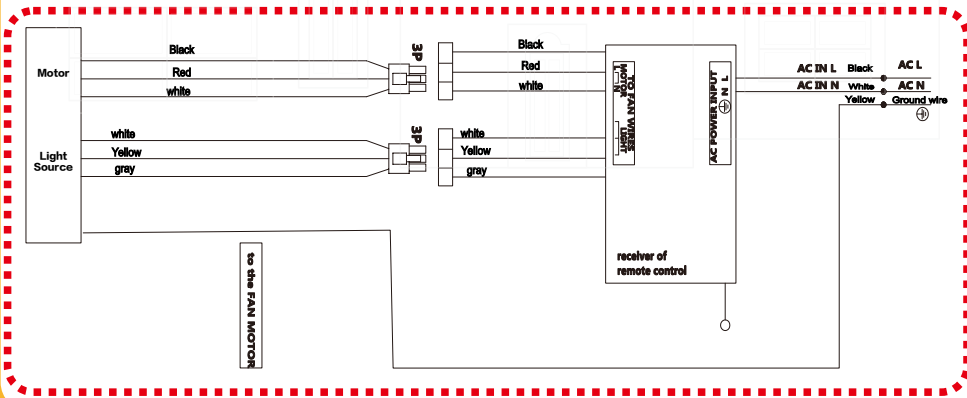 Motor
Light
Source
Black
Red
white
white
Yellow
gray
3P
3P
Black
Red
white
white
Yellow
gray
TO FAN WIRES
MOTOR LIGHT
L N
AC POWER INPUT
N L
receiver of
remote control
AC IN L Black AC L
AC IN N White AC N
Yellow Ground wire
to the FAN MOTOR